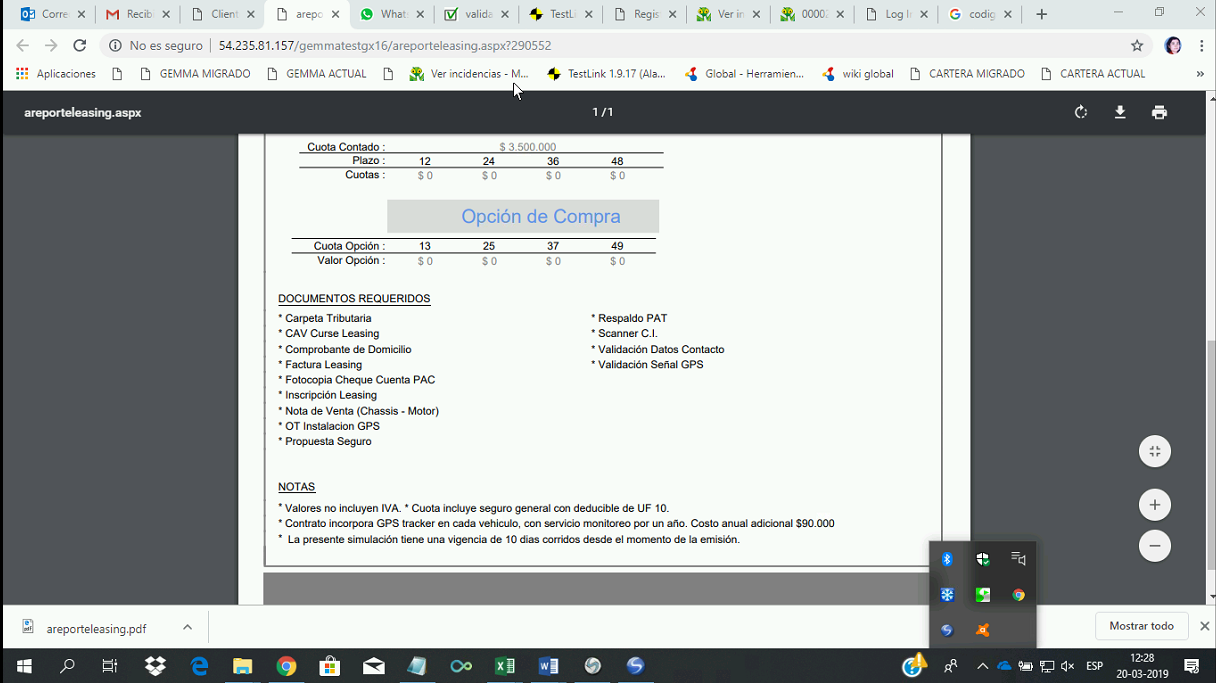 Corre
Recib
Client
arepo
What
valida
TestLi
Regis
Ver in
0000
Log I
codig
No es seguro
54.235.81.157/gemmatestgx16/areporteleasing.aspx?290552
Aplicaciones
GEMMA MIGRADO
GEMMA ACTUAL
Ver incidencias - M...
TestLink 1.9.17 (Ala...
Global - Herramien...
wiki global
CARTERA MIGRADO
CARTERA ACTUAL
»
areporteleasing.aspx
1 / 1
Cuota Contado : $ 3.500.000
Plazo : 12 24 36 48
Cuotas : $ 0 $ 0 $ 0 $ 0
Opción de Compra
Cuota Opción : 13 25 37 49
Valor Opción : $ 0 $ 0 $ 0 $ 0
DOCUMENTOS REQUERIDOS
* Carpeta Tributaria
* CAV Curse Leasing
* Comprobante de Domicilio
* Factura Leasing
* Fotocopia Cheque Cuenta PAC
* Inscripción Leasing
* Nota de Venta (Chassis - Motor)
* OT Instalacion GPS
* Propuesta Seguro
* Respaldo PAT
* Scanner C.I.
* Validación Datos Contacto
* Validación Señal GPS
NOTAS
* Valores no incluyen IVA. * Cuota incluye seguro general con deducible de UF 10.
* Contrato incorpora GPS tracker en cada vehiculo, con servicio monitoreo por un año. Costo anual adicional $90.000
* La presente simulación tiene una vigencia de 10 dias corridos desde el momento de la emisión.
areporteleasing.pdf
Mostrar todo
ESP
12:28
20-03-2019